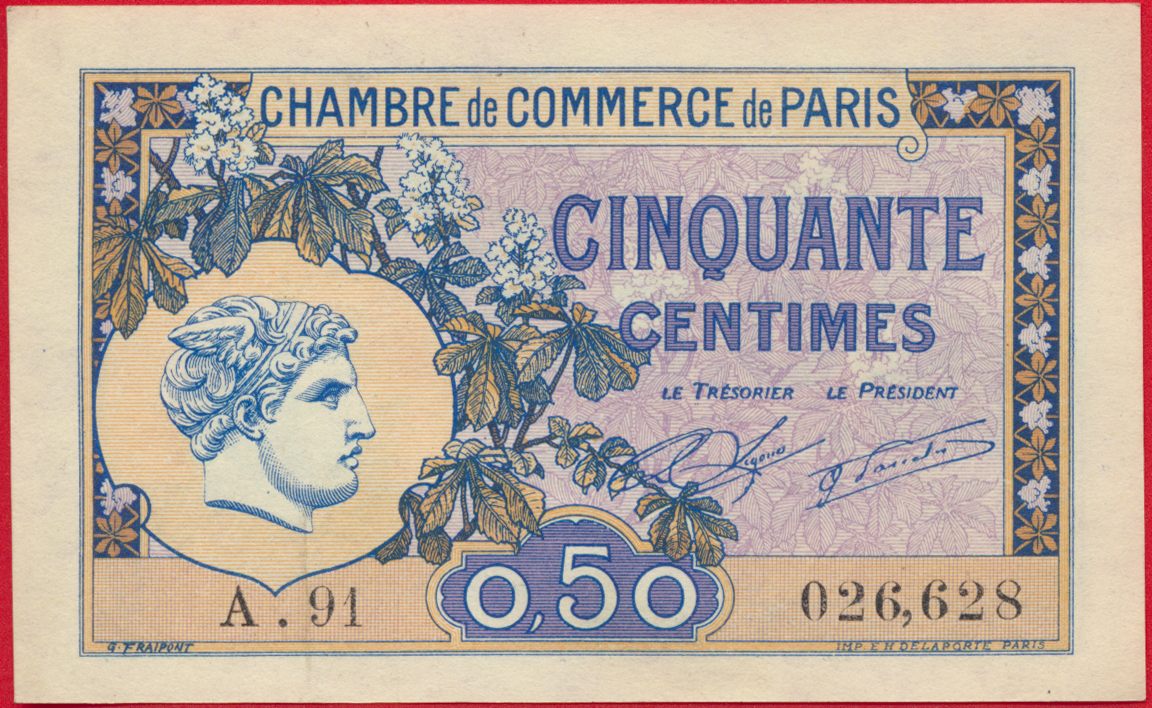 CHAMBRE de COMMERCE de PARIS
CINQUANTE
CENTIMES
LE TRÉSORIER LE PRÉSIDENT
A . 91
0,50
026,628
G. FRAIPONT
IMP. E H DELAPORTE PARIS